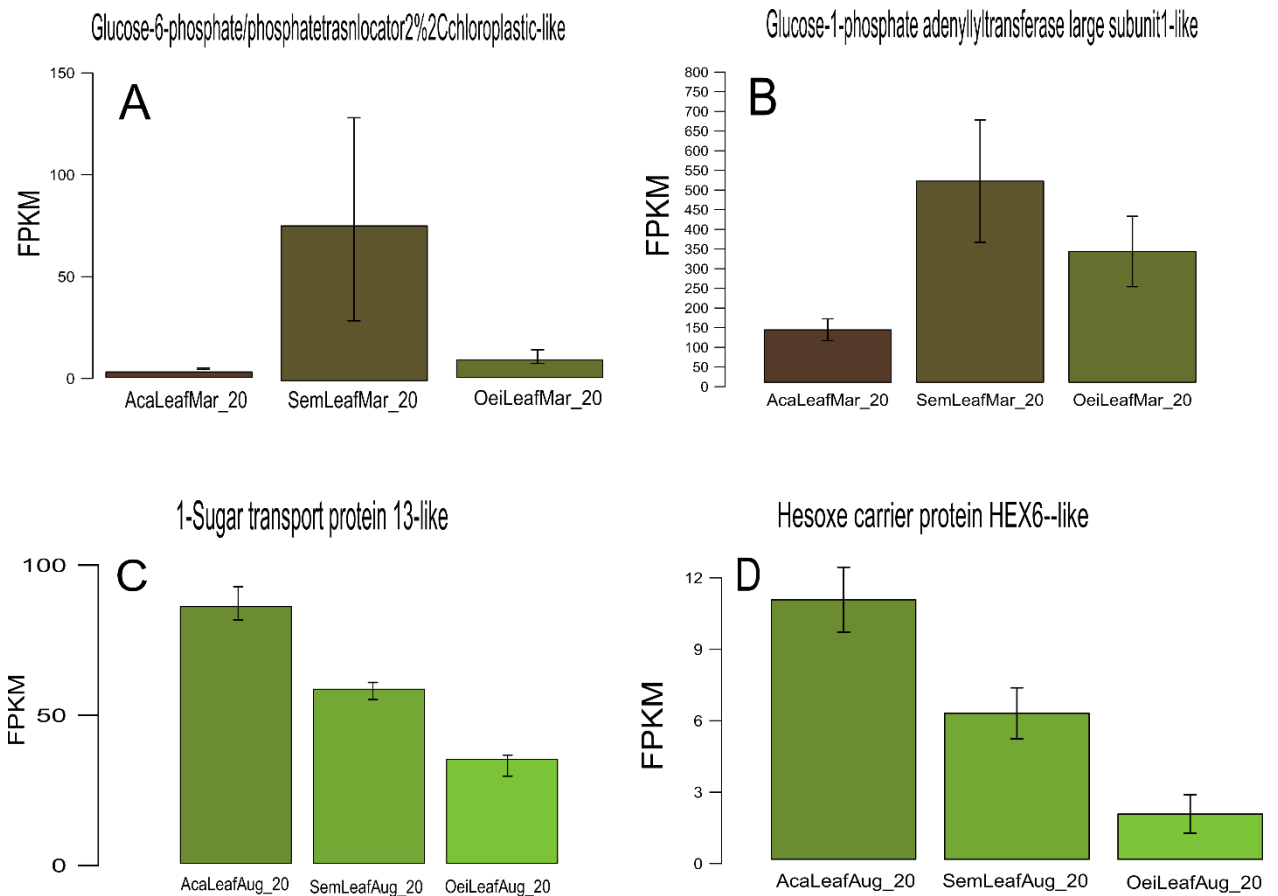 Glucose-6-phosphate/phosphatetrasnlocator2%2Cchloroplastic-like
A
FPKM
150
100
50
0
AcaLeafMar_20 SemLeafMar_20 OeiLeafMar_20
Glucose-1-phosphate adenyllyltransferase large subunit1-like
B
FPKM
800
750
700
650
600
550
500
450
400
350
300
250
200
150
100
50
0
AcaLeafMar_20 SemLeafMar_20 OeiLeafMar_20
1-Sugar transport protein 13-like
C
FPKM
100
50
0
AcaLeafAug_20 SemLeafAug_20 OeiLeafAug_20
Hesoxe carrier protein HEX6--like
D
FPKM
12
9
6
3
0
AcaLeafAug_20 SemLeafAug_20 OeiLeafAug_20